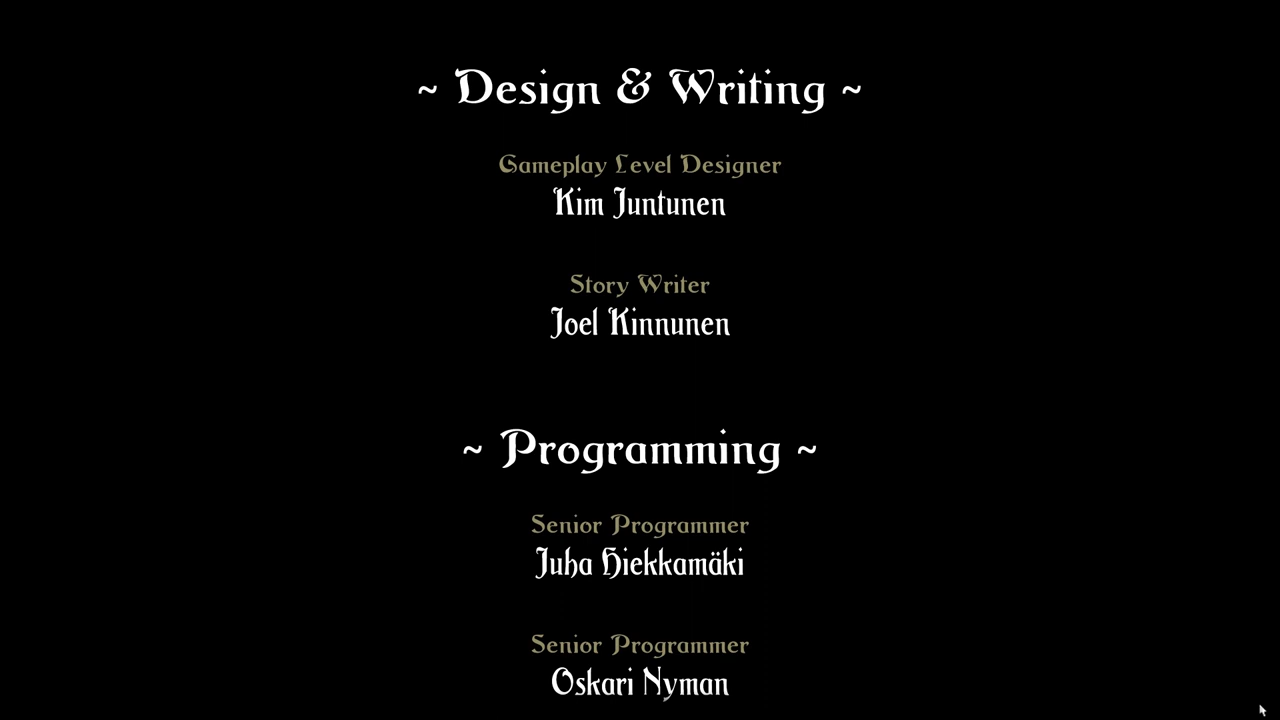 ~ Design & Writing ~
Gameplay Level Designer
Kim Juntunen
Story Writer
Joel Kinnunen
~ Programming ~
Senior Programmer
Juha Hiekkamäki
Senior Programmer
Oskari Nyman